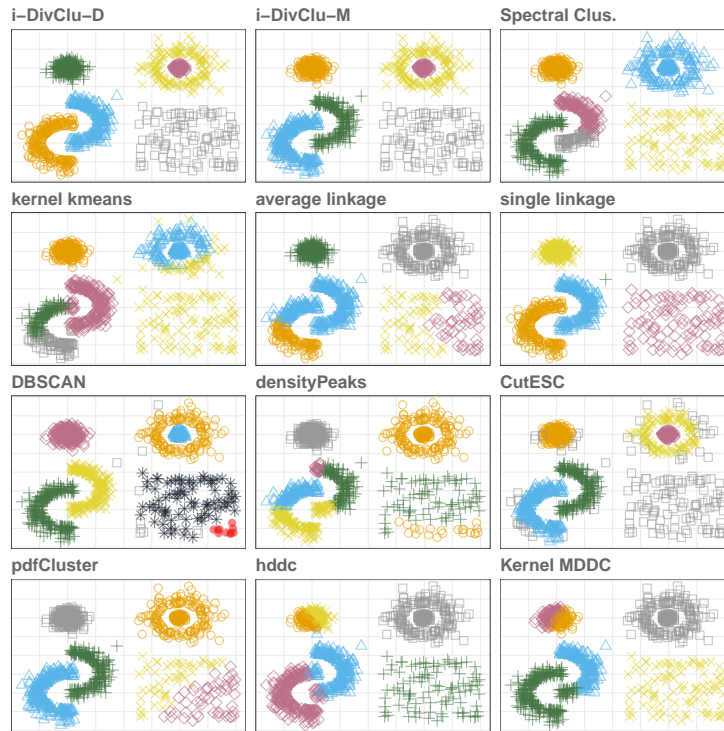 i−DivClu−D i−DivClu−M Spectral Clus.
kernel kmeans average linkage single linkage
DBSCAN densityPeaks CutESC
pdfCluster hddc Kernel MDDC